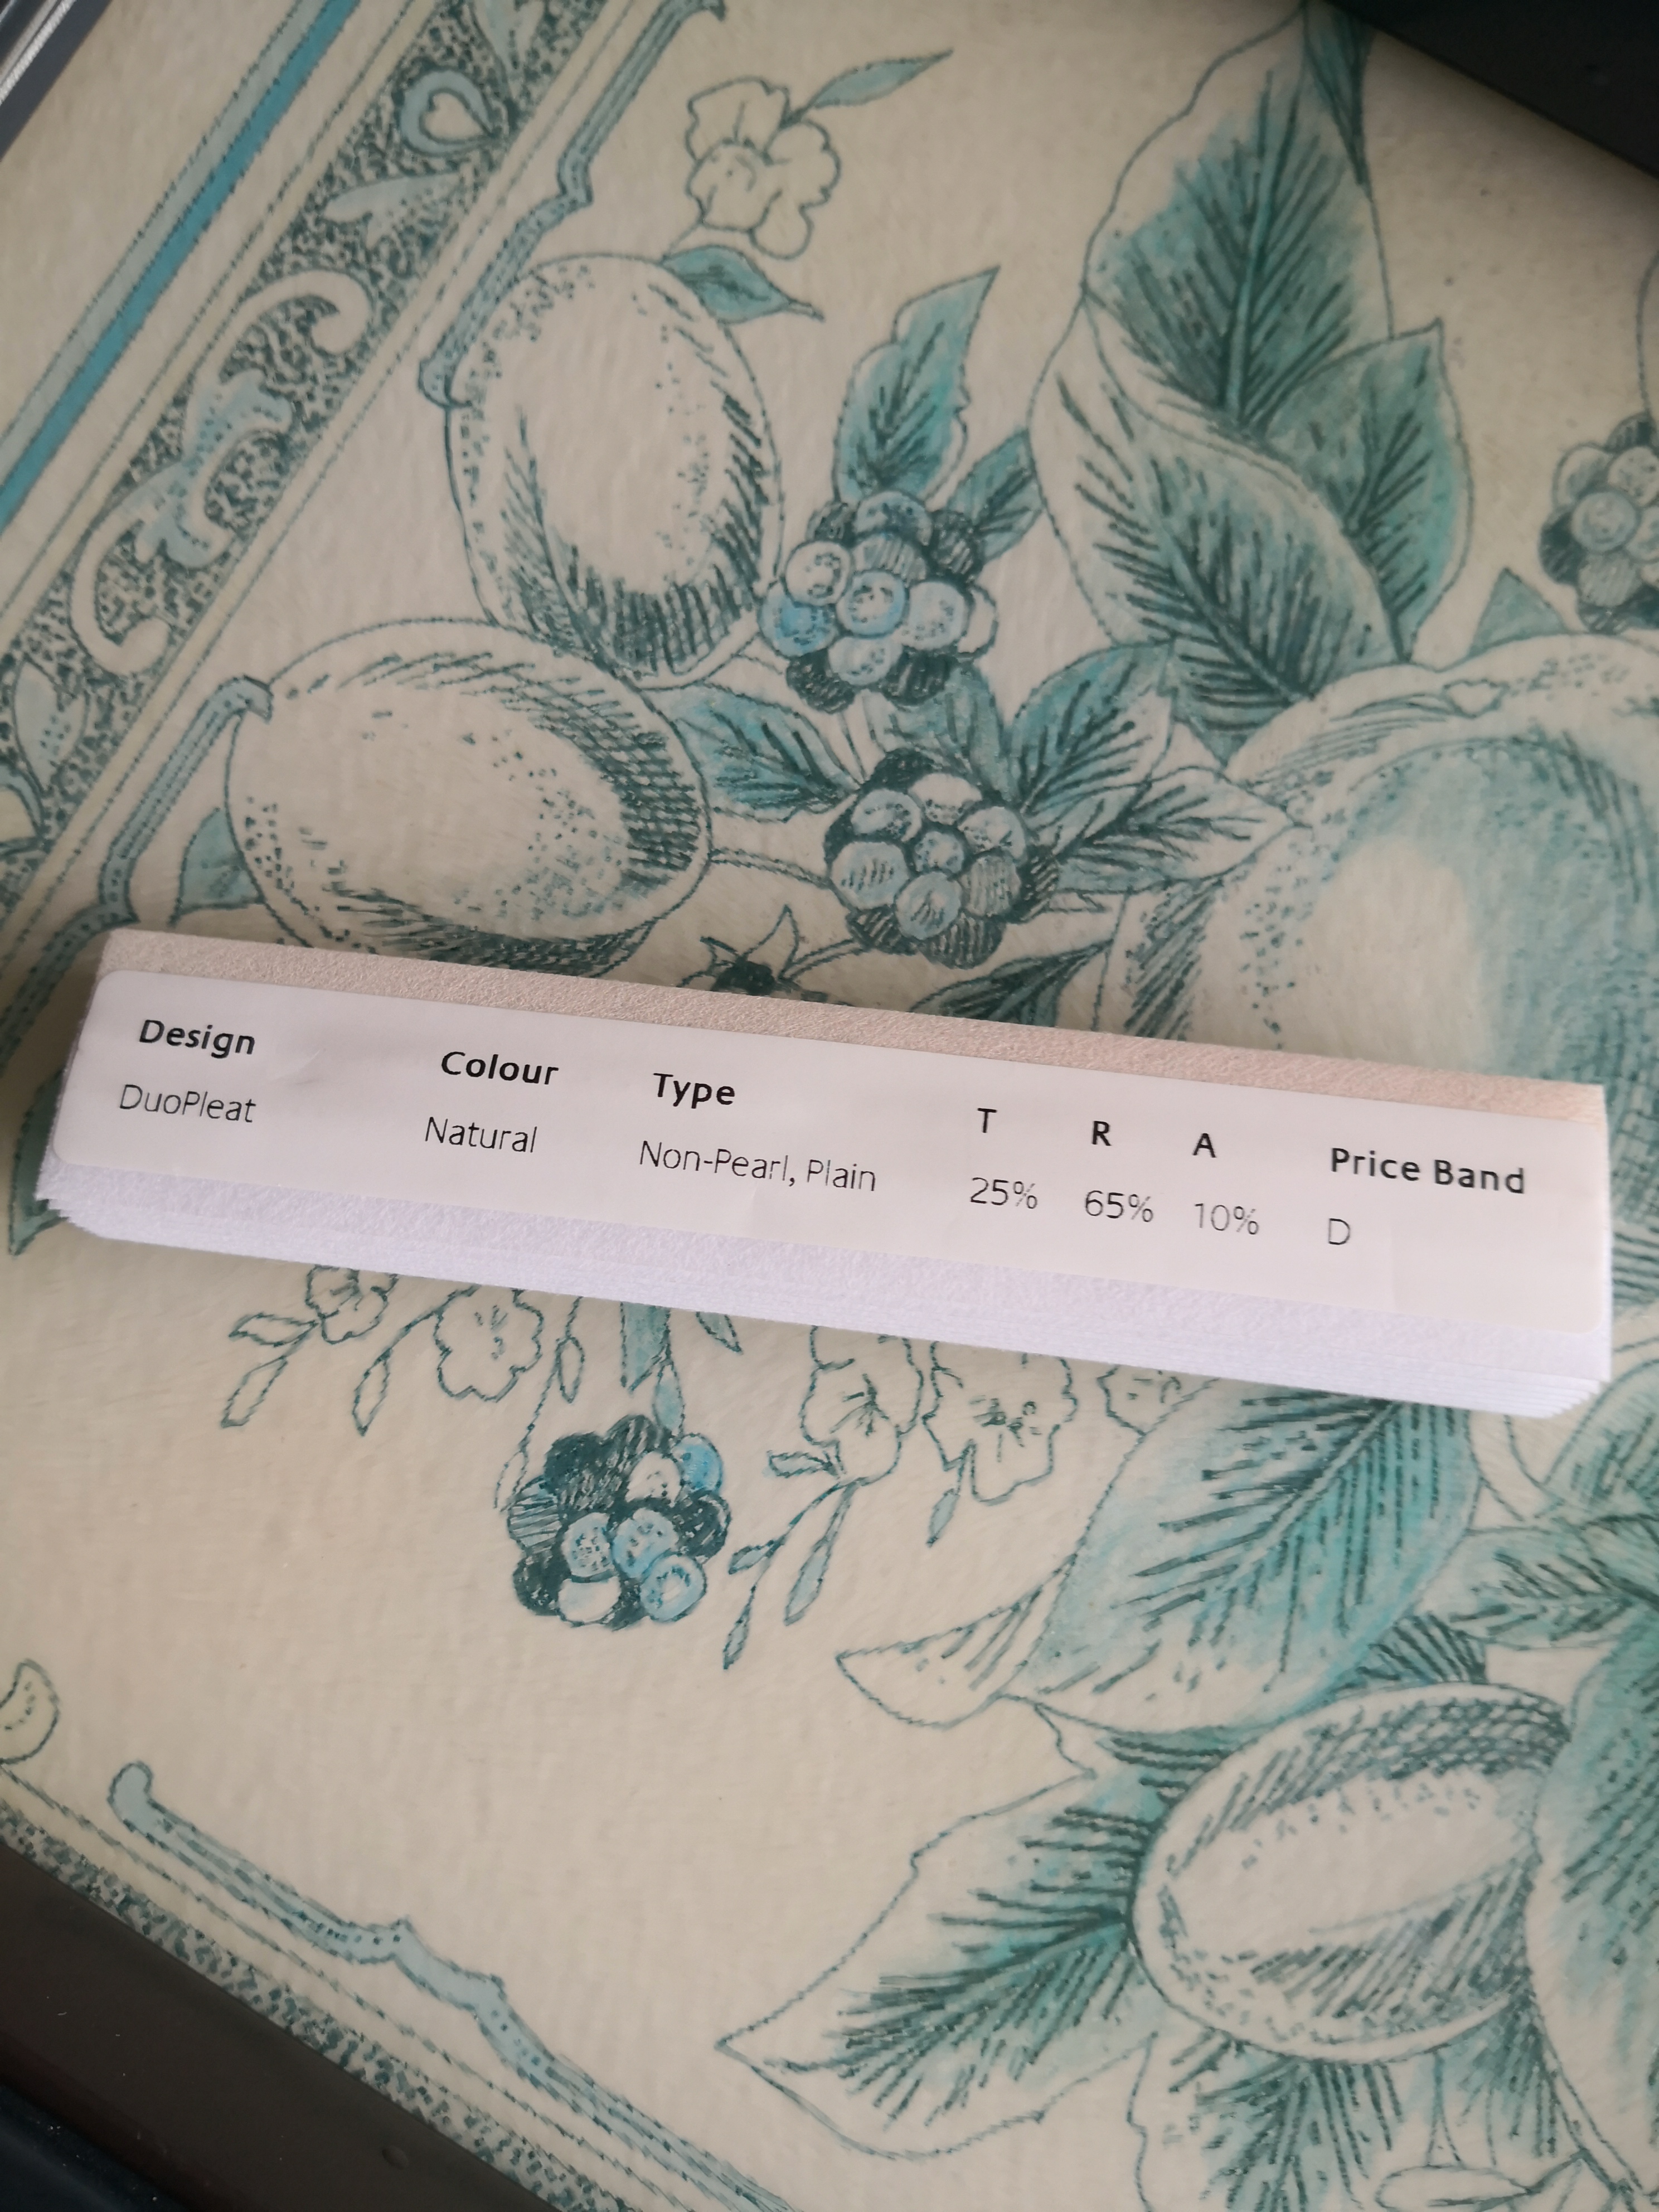 Design Colour Type T R A Price Band
DuoPleat Natural Non-Pearl, Plain 25% 65% 10% D